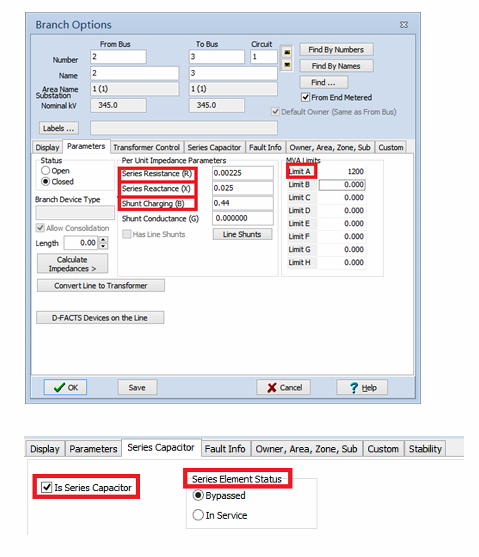 Branch Options
From Bus To Bus Circuit
Number 2 3 1 Find By Numbers
Name 2 3 Find By Names
Area Name 1 (1) 1 (1) Find ...
Substation
Nominal kV 345.0 345.0 From End Metered
Default Owner (Same as From Bus)
Labels ...
Display Parameters Transformer Control Series Capacitor Fault Info Owner, Area, Zone, Sub Custom
Status Per Unit Impedance Parameters MVA Limits
Open Series Resistance (R) 0.00225 Limit A 1200
Closed Series Reactance (X) 0.025 Limit B 0.000
Branch Device Type Shunt Charging (B) 0.44 Limit C 0.000
Shunt Conductance (G) 0.000000 Limit D 0.000
Allow Consolidation Has Line Shunts Line Shunts Limit E 0.000
Length 0.00 Limit F 0.000
Limit G 0.000
Calculate Impedances > Limit H 0.000
Convert Line to Transformer
D-FACTS Devices on the Line
OK Save Cancel ? Help
Display Parameters Series Capacitor Fault Info Owner, Area, Zone, Sub Custom Stability
Series Element Status
Is Series Capacitor Bypassed
In Service